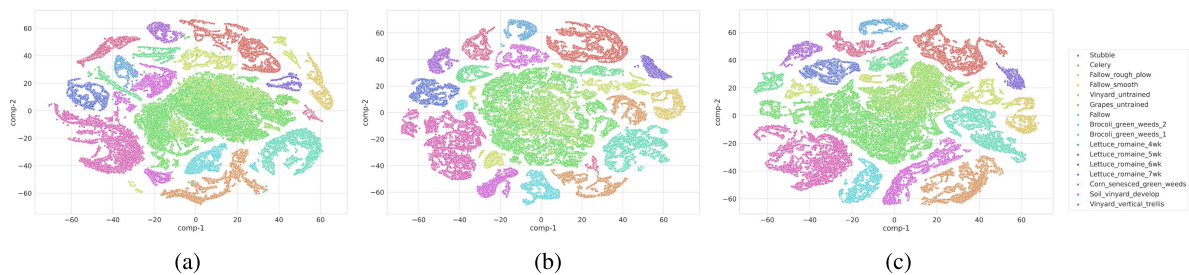 60
40
20
0
−20
−40
−60
comp-2
−60 −40 −20 0 20 40 60
comp-1
(a)
60
40
20
0
−20
−40
−60
comp-2
−60 −40 −20 0 20 40 60
comp-1
(b)
60
40
20
0
−20
−40
−60
comp-2
−60 −40 −20 0 20 40 60
comp-1
(c)
Stubble
Celery
Fallow_rough_plow
Fallow_smooth
Vinyard_untrained
Grapes_untrained
Fallow
Brocoli_green_weeds_2
Brocoli_green_weeds_1
Lettuce_romaine_4wk
Lettuce_romaine_5wk
Lettuce_romaine_6wk
Lettuce_romaine_7wk
Corn_senesced_green_weeds
Soil_vinyard_develop
Vinyard_vertical_trellis